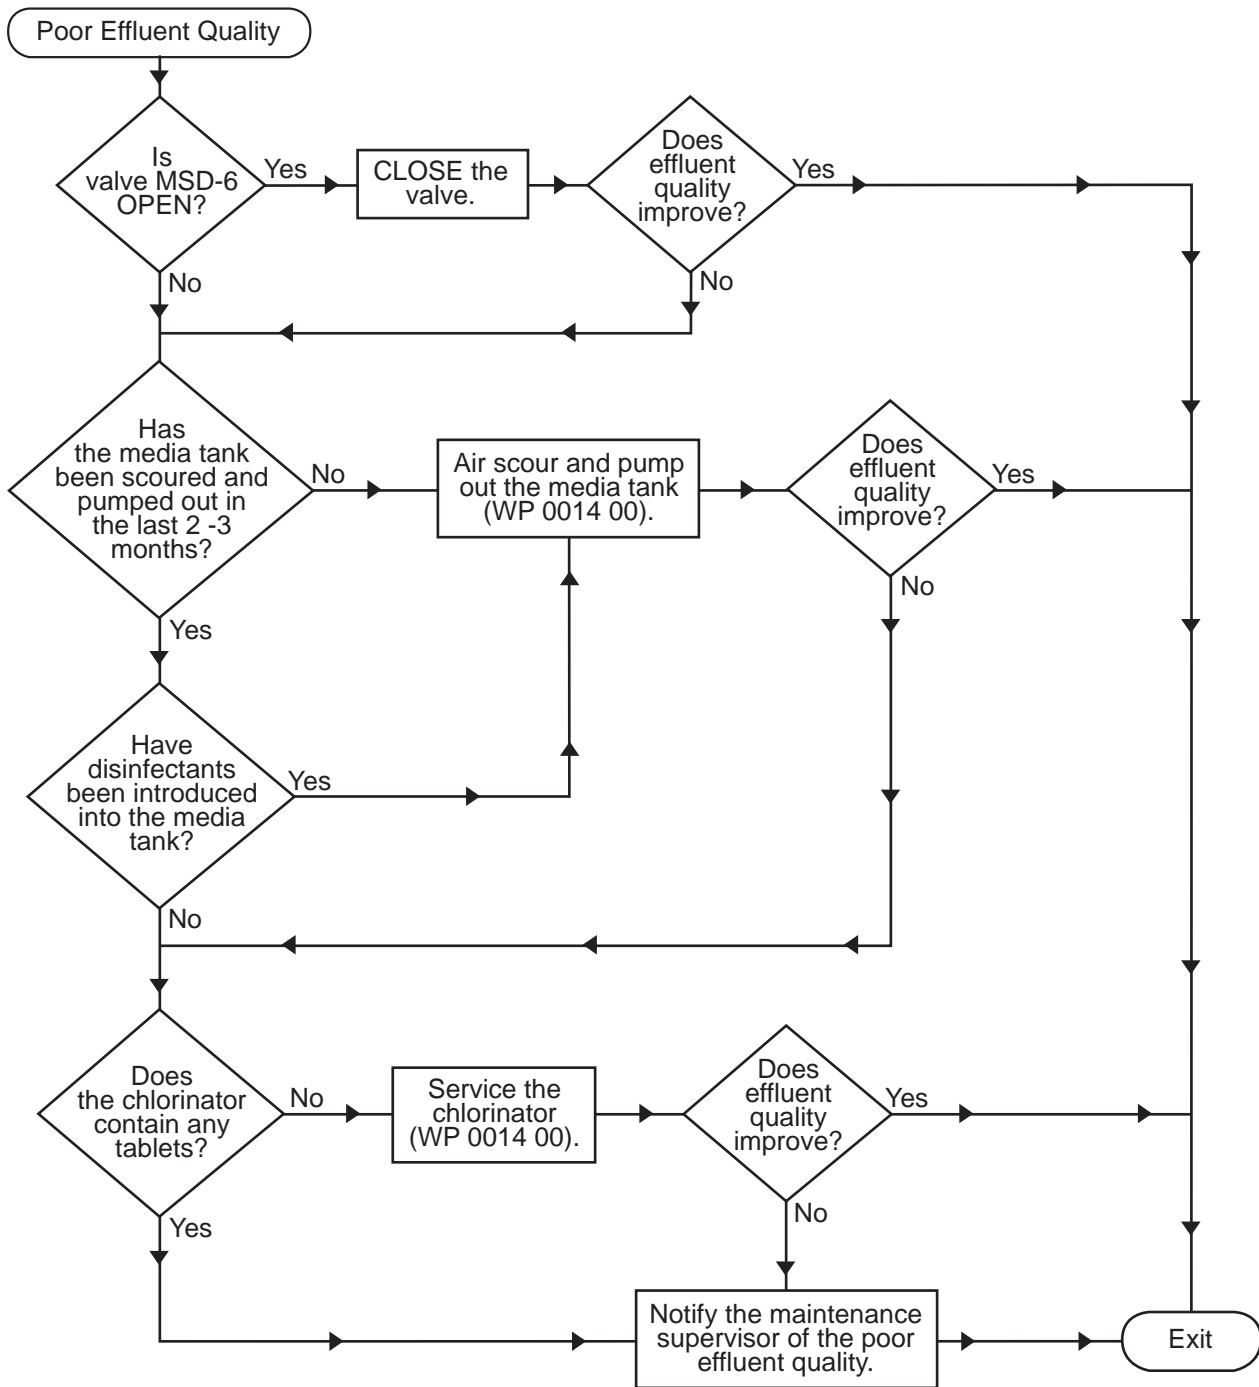 Poor Effluent Quality
Is
valve MSD-6
OPEN?
Yes
CLOSE the
valve.
Does
effluent
quality
improve?
Yes
No
No
Has
the media tank
been scoured and
pumped out in
the last 2 -3
months?
No
Air scour and pump
out the media tank
(WP 0014 00).
Does
effluent
quality
improve?
Yes
No
Yes
Have
disinfectants
been introduced
into the media
tank?
Yes
No
Does
the chlorinator
contain any
tablets?
No
Service the
chlorinator
(WP 0014 00).
Does
effluent
quality
improve?
Yes
No
Yes
Notify the maintenance
supervisor of the poor
effluent quality.
Exit